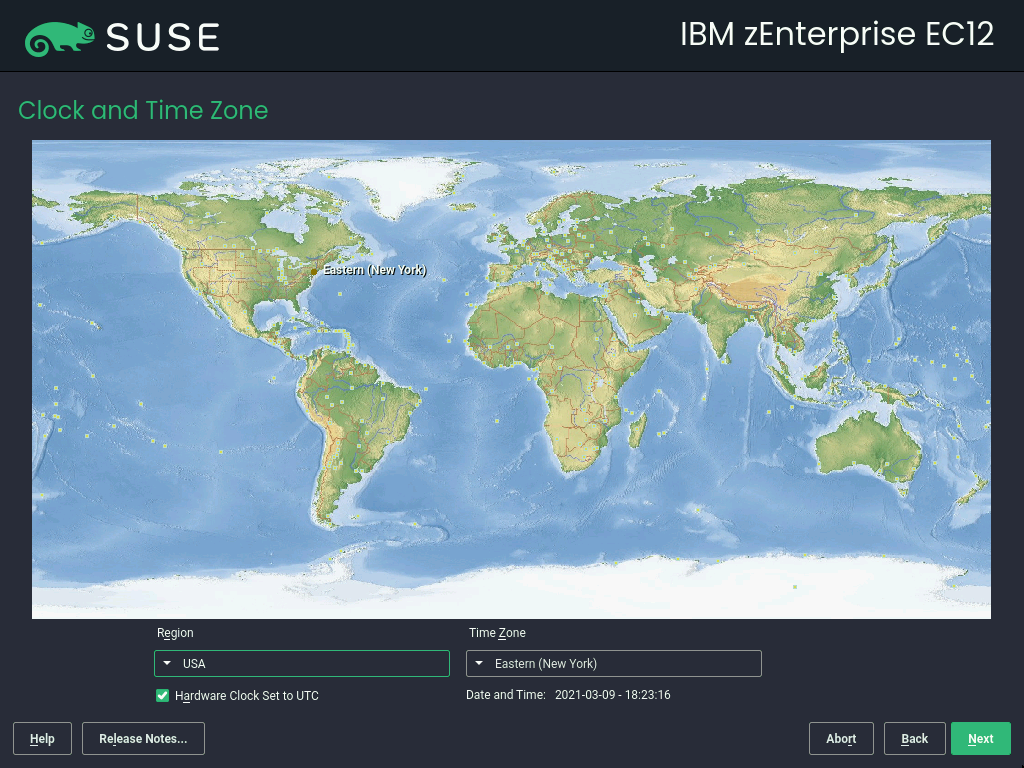 SUSE
IBM zEnterprise EC12
Clock and Time Zone
Eastern (New York)
Region
Time Zone
USA
Eastern (New York)
Hardware Clock Set to UTC
Date and Time: 2021-03-09 - 18:23:16
Help
Release Notes...
Abort
Back
Next